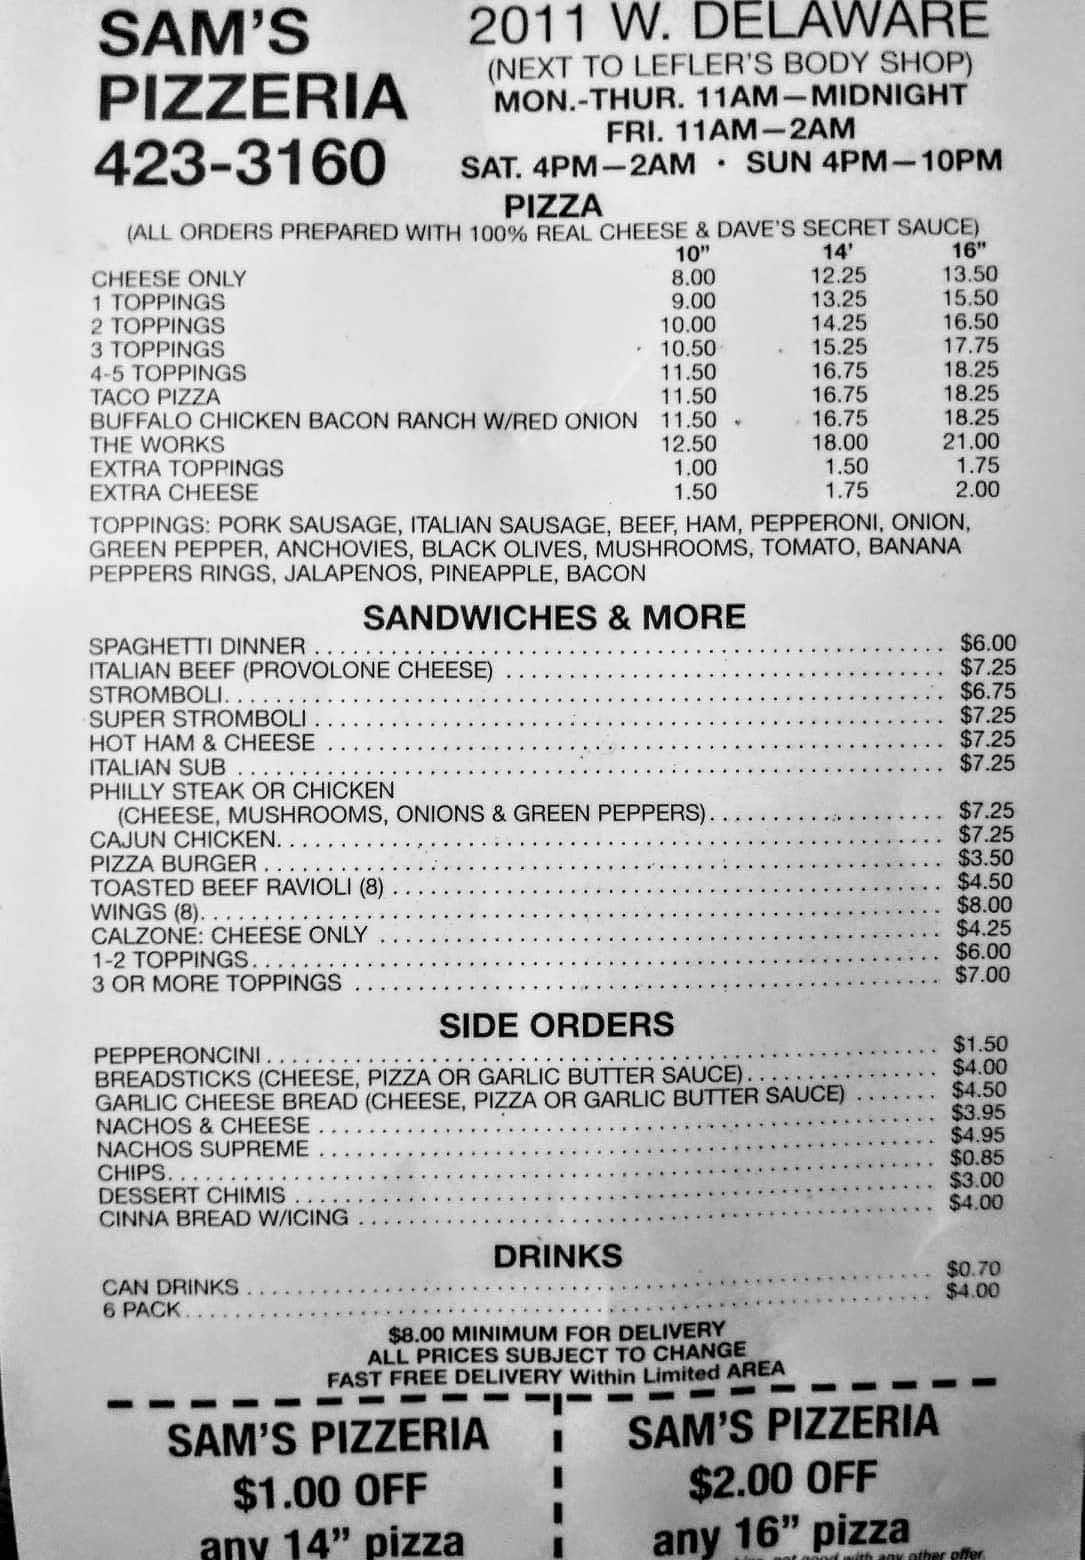 SAM'S
PIZZERIA
423-3160
2011 W. DELAWARE
(NEXT TO LEFLER'S BODY SHOP)
MON.-THUR. 11AM—MIDNIGHT
FRI. 11AM—2AM
SAT. 4PM—2AM · SUN 4PM—10PM
PIZZA
(ALL ORDERS PREPARED WITH 100% REAL CHEESE & DAVE'S SECRET SAUCE)
10" 14' 16"
CHEESE ONLY 8.00 12.25 13.50
1 TOPPINGS 9.00 13.25 15.50
2 TOPPINGS 10.00 14.25 16.50
3 TOPPINGS 10.50 15.25 17.75
4-5 TOPPINGS 11.50 16.75 18.25
TACO PIZZA 11.50 16.75 18.25
BUFFALO CHICKEN BACON RANCH W/RED ONION 11.50 16.75 18.25
THE WORKS 12.50 18.00 21.00
EXTRA TOPPINGS 1.00 1.50 1.75
EXTRA CHEESE 1.50 1.75 2.00
TOPPINGS: PORK SAUSAGE, ITALIAN SAUSAGE, BEEF, HAM, PEPPERONI, ONION,
GREEN PEPPER, ANCHOVIES, BLACK OLIVES, MUSHROOMS, TOMATO, BANANA
PEPPERS RINGS, JALAPENOS, PINEAPPLE, BACON
SANDWICHES & MORE
SPAGHETTI DINNER $6.00
ITALIAN BEEF (PROVOLONE CHEESE) $7.25
STROMBOLI $6.75
SUPER STROMBOLI $7.25
HOT HAM & CHEESE $7.25
ITALIAN SUB $7.25
PHILLY STEAK OR CHICKEN
(CHEESE, MUSHROOMS, ONIONS & GREEN PEPPERS) $7.25
CAJUN CHICKEN $7.25
PIZZA BURGER $3.50
TOASTED BEEF RAVIOLI (8) $4.50
WINGS (8) $8.00
CALZONE: CHEESE ONLY $4.25
1-2 TOPPINGS $6.00
3 OR MORE TOPPINGS $7.00
SIDE ORDERS
PEPPERONCINI $1.50
BREADSTICKS (CHEESE, PIZZA OR GARLIC BUTTER SAUCE) $4.00
GARLIC CHEESE BREAD (CHEESE, PIZZA OR GARLIC BUTTER SAUCE) $4.50
NACHOS & CHEESE $3.95
NACHOS SUPREME $4.95
CHIPS $0.85
DESSERT CHIMIS $3.00
CINNA BREAD W/ICING $4.00
DRINKS
CAN DRINKS $0.70
6 PACK $4.00
$8.00 MINIMUM FOR DELIVERY
ALL PRICES SUBJECT TO CHANGE
FAST FREE DELIVERY Within Limited AREA
SAM'S PIZZERIA
$1.00 OFF
any 14" pizza
SAM'S PIZZERIA
$2.00 OFF
any 16" pizza
not good with any other offer.